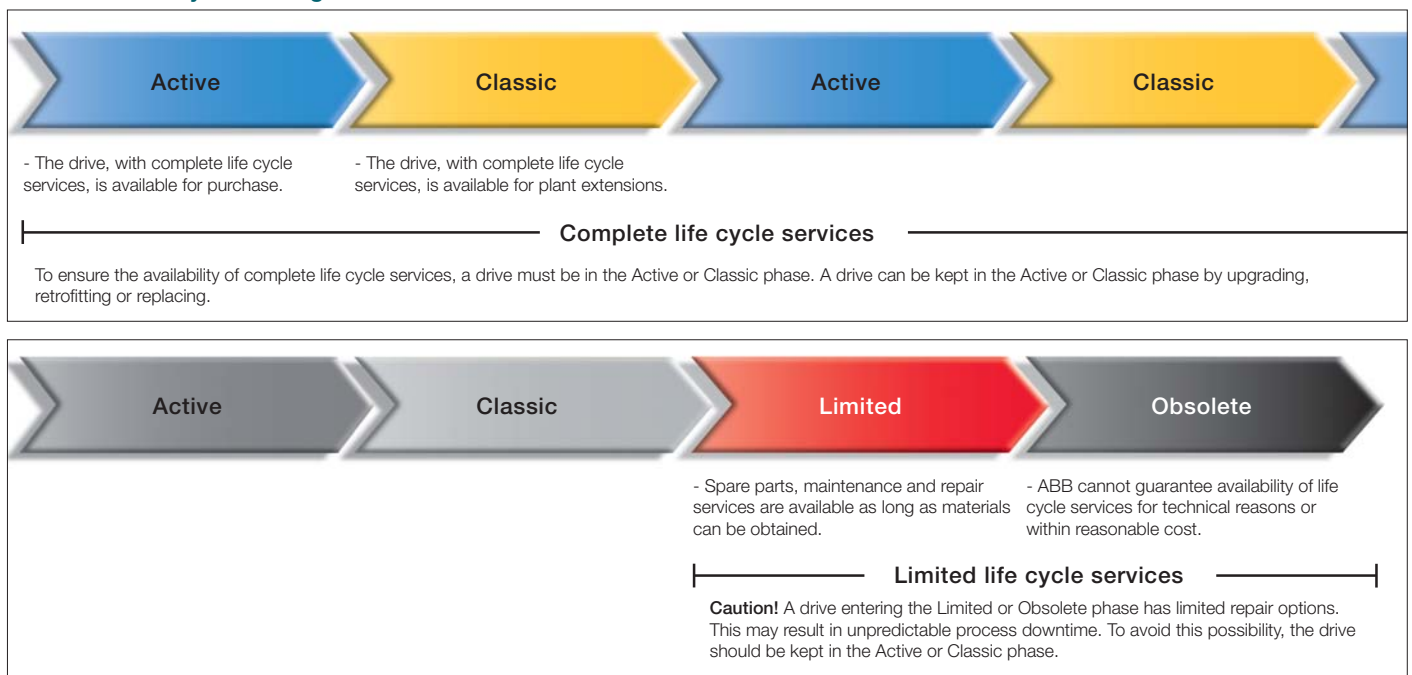 Active
Classic
Active
Classic
- The drive, with complete life cycle
services, is available for purchase.
- The drive, with complete life cycle
services, is available for plant extensions.
Complete life cycle services
To ensure the availability of complete life cycle services, a drive must be in the Active or Classic phase. A drive can be kept in the Active or Classic phase by upgrading,
retrofitting or replacing.
Active
Classic
Limited
Obsolete
- Spare parts, maintenance and repair
services are available as long as materials
can be obtained.
- ABB cannot guarantee availability of life
cycle services for technical reasons or
within reasonable cost.
Limited life cycle services
Caution! A drive entering the Limited or Obsolete phase has limited repair options.
This may result in unpredictable process downtime. To avoid this possibility, the drive
should be kept in the Active or Classic phase.